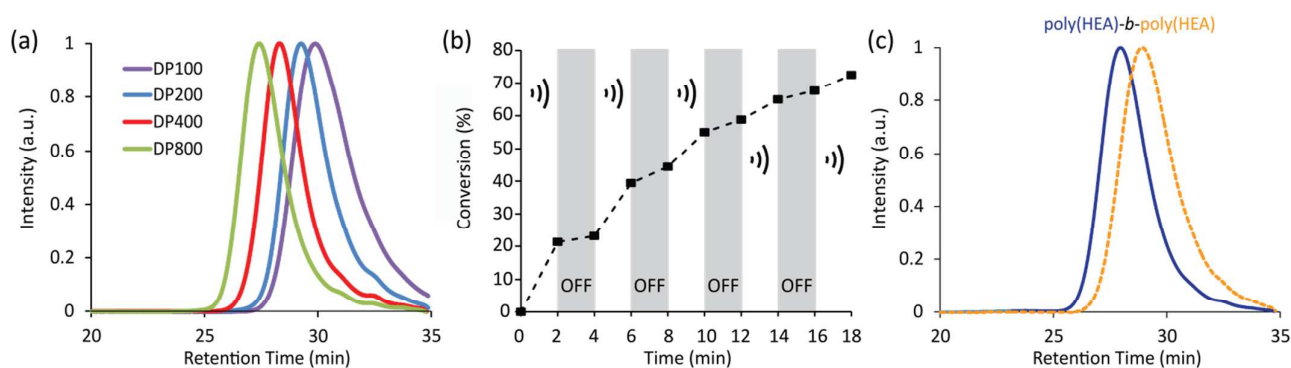 (a)
Intensity (a.u.)
1
0.8
0.6
0.4
0.2
0
DP100
DP200
DP400
DP800
20 25 30 35
Retention Time (min)
(b)
Conversion (%)
80
70
60
50
40
30
20
10
0
OFF OFF OFF OFF
0 2 4 6 8 10 12 14 16 18
Time (min)
(c)
poly(HEA)-b-poly(HEA)
Intensity (a.u.)
1
0.8
0.6
0.4
0.2
0
20 25 30 35
Retention Time (min)